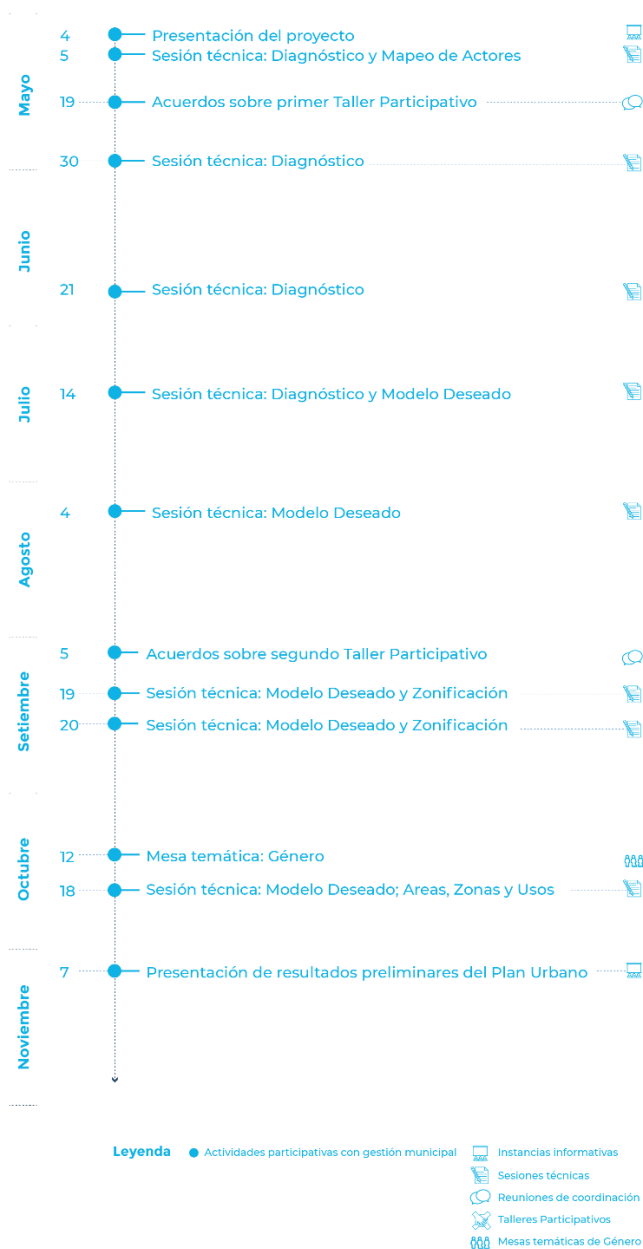 Mayo
4 Presentación del proyecto
5 Sesión técnica: Diagnóstico y Mapeo de Actores
19 Acuerdos sobre primer Taller Participativo
30 Sesión técnica: Diagnóstico
Junio
21 Sesión técnica: Diagnóstico
Julio
14 Sesión técnica: Diagnóstico y Modelo Deseado
Agosto
4 Sesión técnica: Modelo Deseado
Setiembre
5 Acuerdos sobre segundo Taller Participativo
19 Sesión técnica: Modelo Deseado y Zonificación
20 Sesión técnica: Modelo Deseado y Zonificación
Octubre
12 Mesa temática: Género
18 Sesión técnica: Modelo Deseado; Areas, Zonas y Usos
Noviembre
7 Presentación de resultados preliminares del Plan Urbano
Leyenda
Actividades participativas con gestión municipal
Instancias informativas
Sesiones técnicas
Reuniones de coordinación
Talleres Participativos
Mesas temáticas de Género